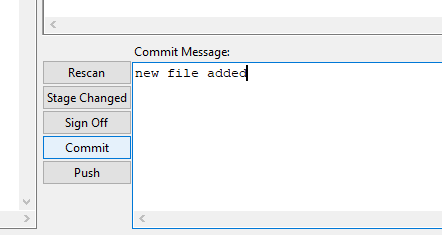 Commit Message:
Rescan
new file added
Stage Changed
Sign Off
Commit
Push